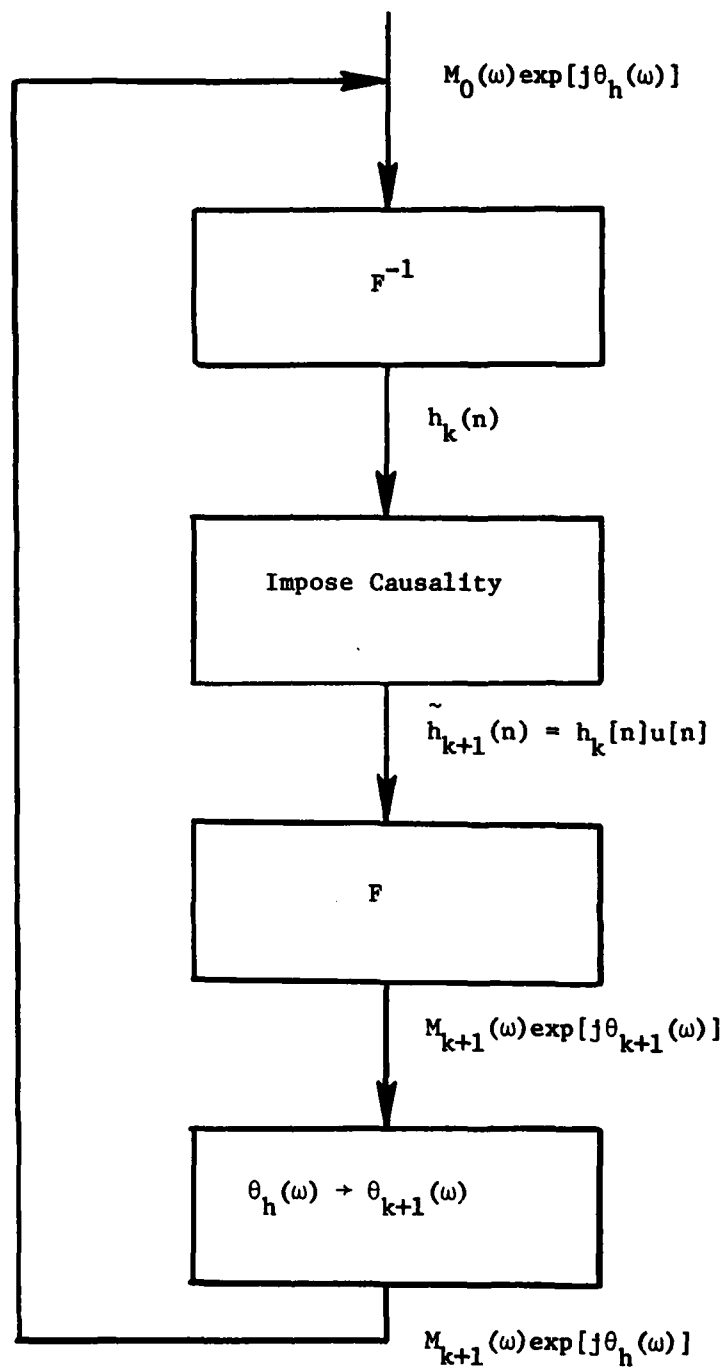 M_0(ω)exp[jθ_h(ω)]
F^-1
h_k(n)
Impose Causality
h̃_k+1(n) = h_k[n]u[n]
F
M_k+1(ω)exp[jθ_k+1(ω)]
θ_h(ω) → θ_k+1(ω)
M_k+1(ω)exp[jθ_h(ω)]